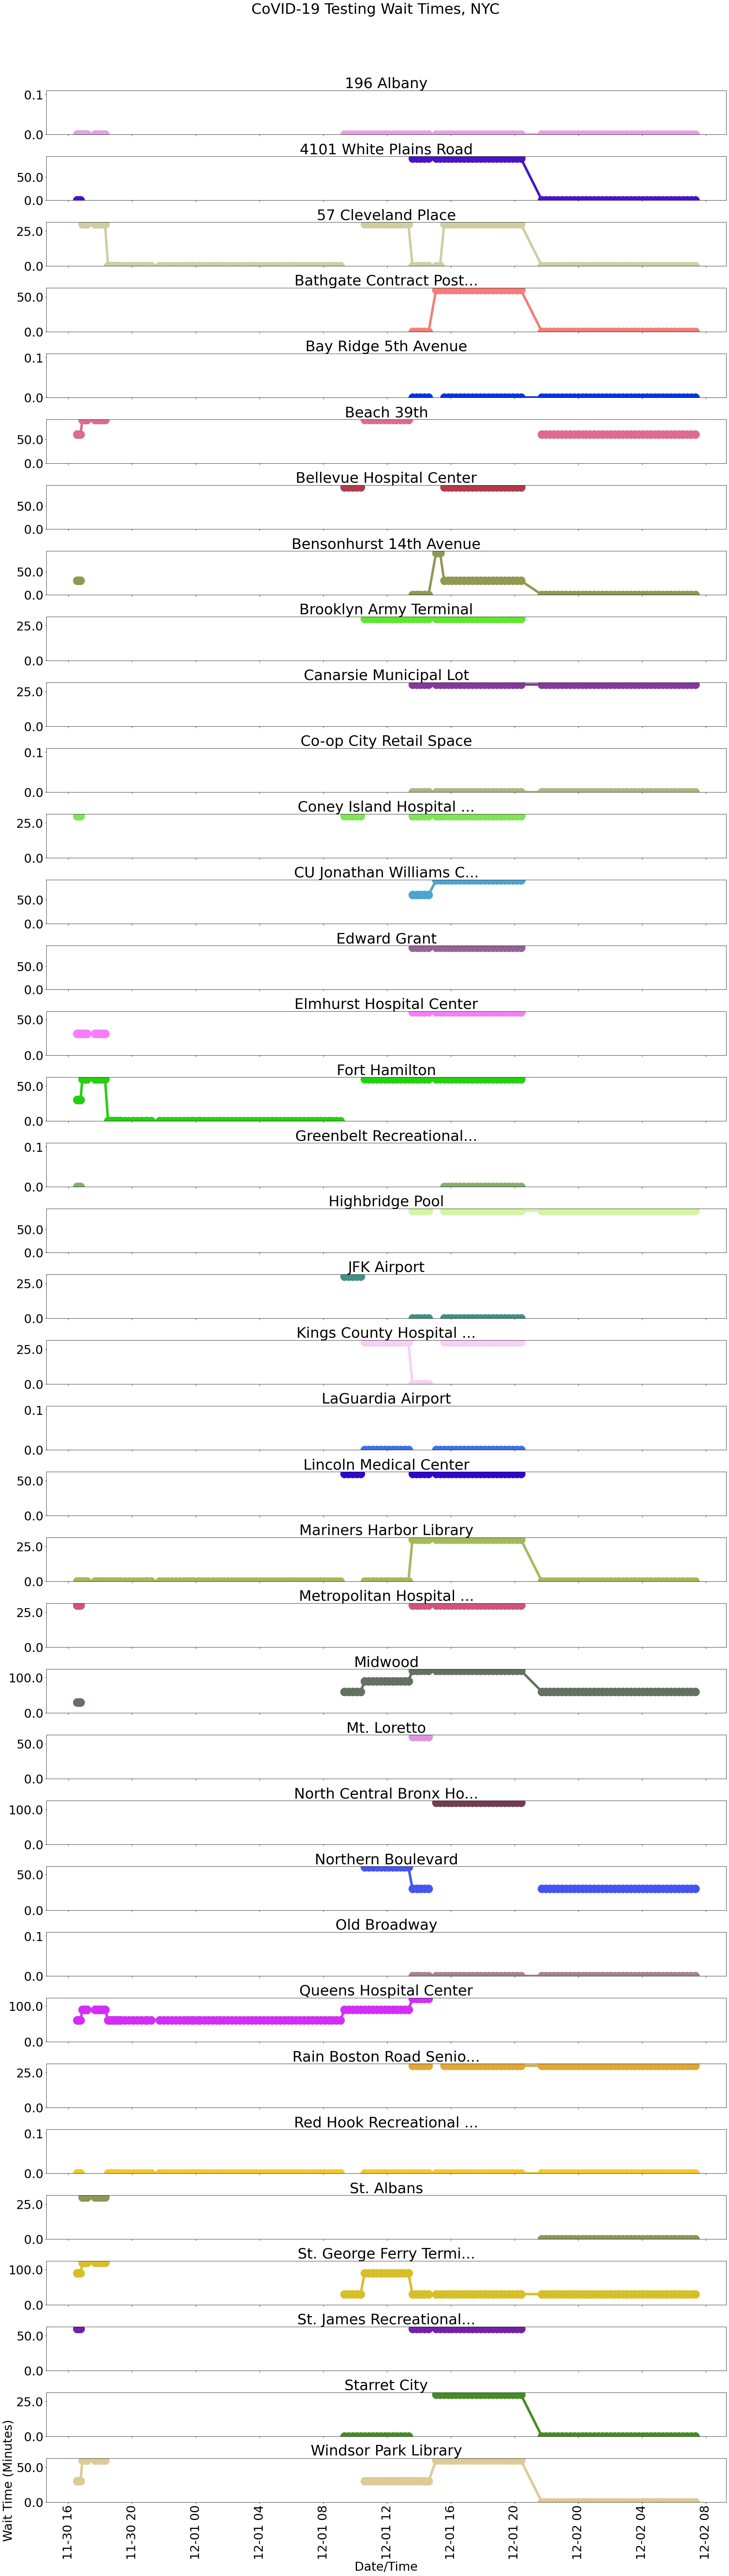 CoVID-19 Testing Wait Times, NYC
196 Albany
0.1
0.0
4101 White Plains Road
50.0
0.0
57 Cleveland Place
25.0
0.0
Bathgate Contract Post...
50.0
0.0
Bay Ridge 5th Avenue
0.1
0.0
Beach 39th
50.0
0.0
Bellevue Hospital Center
50.0
0.0
Bensonhurst 14th Avenue
50.0
0.0
Brooklyn Army Terminal
25.0
0.0
Canarsie Municipal Lot
25.0
0.0
Co-op City Retail Space
0.1
0.0
Coney Island Hospital ...
25.0
0.0
CU Jonathan Williams C...
50.0
0.0
Edward Grant
50.0
0.0
Elmhurst Hospital Center
50.0
0.0
Fort Hamilton
50.0
0.0
Greenbelt Recreational...
0.1
0.0
Highbridge Pool
50.0
0.0
JFK Airport
25.0
0.0
Kings County Hospital ...
25.0
0.0
LaGuardia Airport
0.1
0.0
Lincoln Medical Center
50.0
0.0
Mariners Harbor Library
25.0
0.0
Metropolitan Hospital ...
25.0
0.0
Midwood
100.0
0.0
Mt. Loretto
50.0
0.0
North Central Bronx Ho...
100.0
0.0
Northern Boulevard
50.0
0.0
Old Broadway
0.1
0.0
Queens Hospital Center
100.0
0.0
Rain Boston Road Senio...
25.0
0.0
Red Hook Recreational ...
0.1
0.0
St. Albans
25.0
0.0
St. George Ferry Termi...
100.0
0.0
St. James Recreational...
50.0
0.0
Starret City
25.0
0.0
Windsor Park Library
50.0
0.0
Wait Time (Minutes)
11-30 16
11-30 20
12-01 00
12-01 04
12-01 08
12-01 12
12-01 16
12-01 20
12-02 00
12-02 04
12-02 08
Date/Time